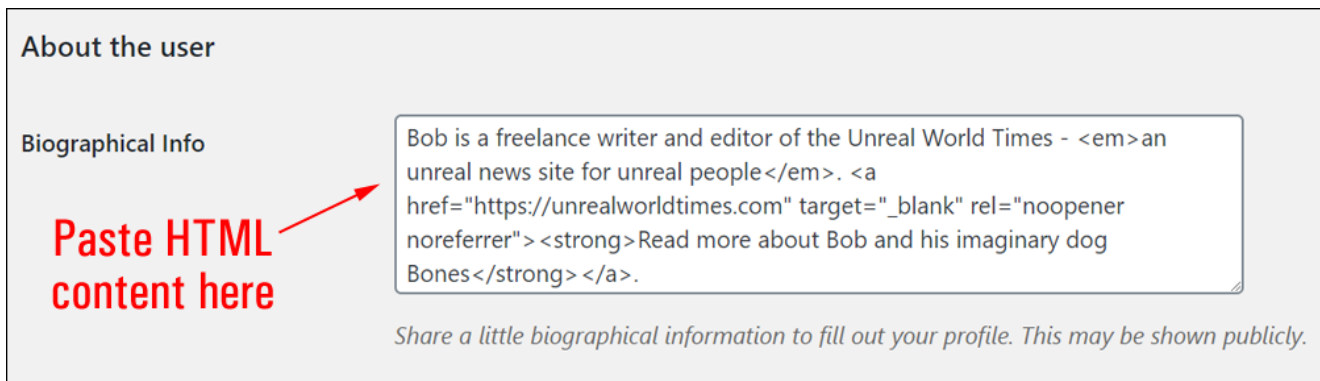 About the user
Biographical Info
Bob is a freelance writer and editor of the Unreal World Times - <em>an
unreal news site for unreal people</em>. <a
href="https://unrealworldtimes.com" target="_blank" rel="noopener
noreferrer"><strong>Read more about Bob and his imaginary dog
Bones</strong></a>.
Paste HTML
content here
Share a little biographical information to fill out your profile. This may be shown publicly.